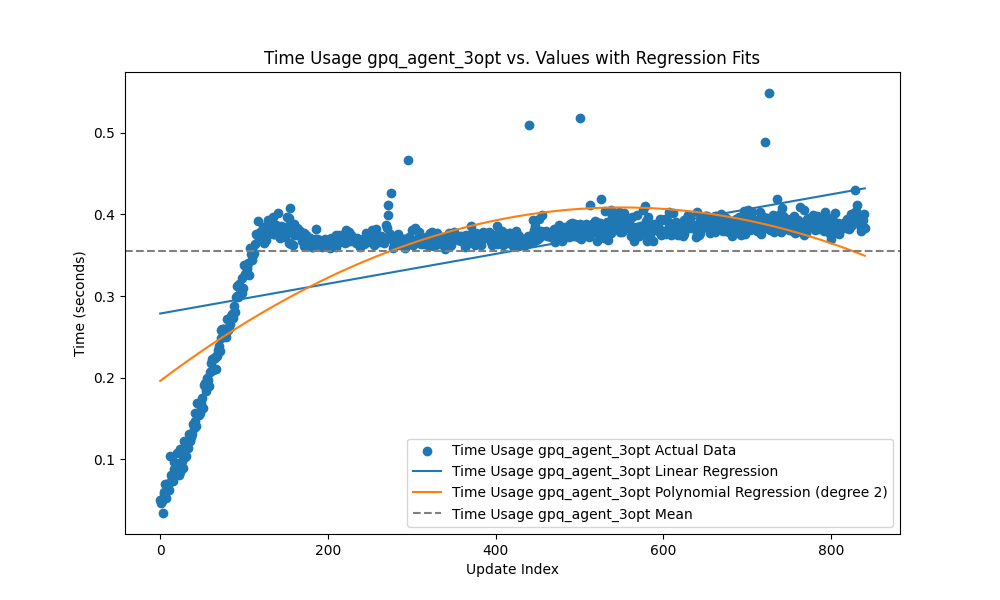 Time Usage gpq_agent_3opt vs. Values with Regression Fits
Time (seconds)
0.5
0.4
0.3
0.2
0.1
0
200
400
600
800
Update Index
Time Usage gpq_agent_3opt Actual Data
Time Usage gpq_agent_3opt Linear Regression
Time Usage gpq_agent_3opt Polynomial Regression (degree 2)
Time Usage gpq_agent_3opt Mean